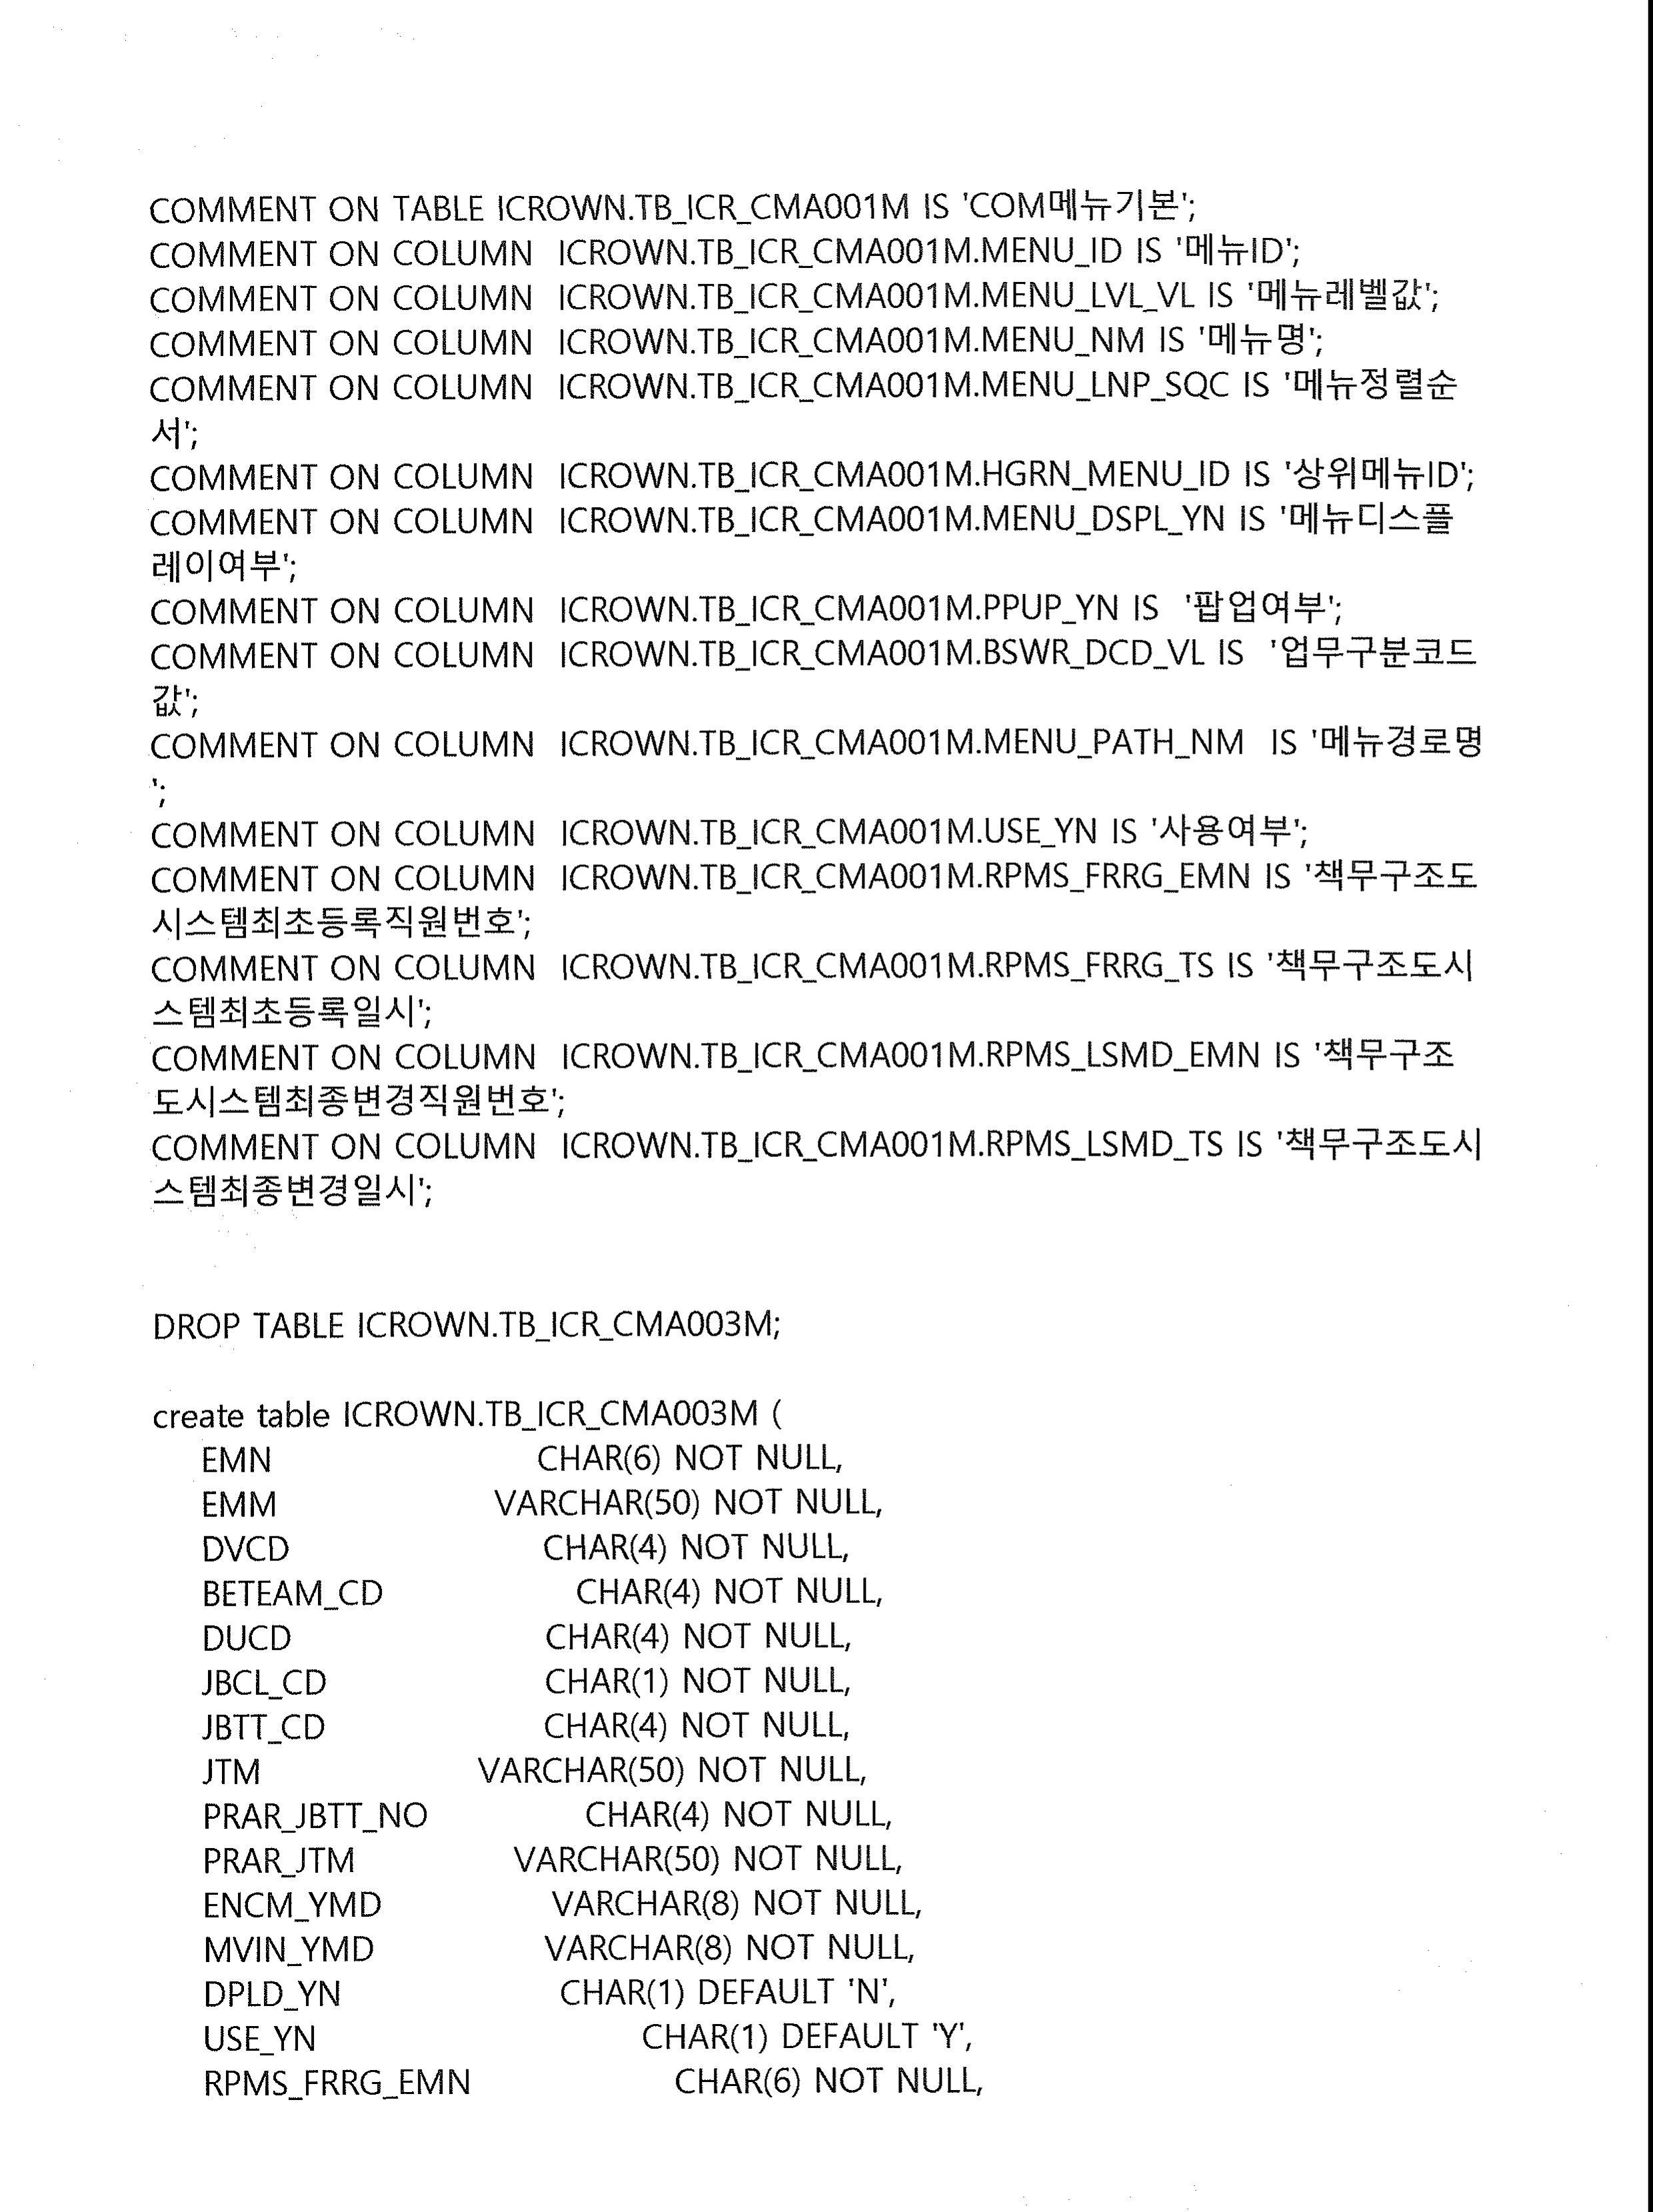 COMMENT ON TABLE ICROWN.TB_ICR_CMA001M IS 'COM메뉴기본';
COMMENT ON COLUMN  ICROWN.TB_ICR_CMA001M.MENU_ID IS '메뉴ID';
COMMENT ON COLUMN  ICROWN.TB_ICR_CMA001M.MENU_LVL_VL IS '메뉴레벨값';
COMMENT ON COLUMN  ICROWN.TB_ICR_CMA001M.MENU_NM IS '메뉴명';
COMMENT ON COLUMN  ICROWN.TB_ICR_CMA001M.MENU_LNP_SQC IS '메뉴정렬순
서';
COMMENT ON COLUMN  ICROWN.TB_ICR_CMA001M.HGRN_MENU_ID IS '상위메뉴ID';
COMMENT ON COLUMN  ICROWN.TB_ICR_CMA001M.MENU_DSPL_YN IS '메뉴디스플
레이여부';
COMMENT ON COLUMN  ICROWN.TB_ICR_CMA001M.PPUP_YN IS  '팝업여부';
COMMENT ON COLUMN  ICROWN.TB_ICR_CMA001M.BSWR_DCD_VL IS  '업무구분코드
값';
COMMENT ON COLUMN  ICROWN.TB_ICR_CMA001M.MENU_PATH_NM  IS '메뉴경로명
';
COMMENT ON COLUMN  ICROWN.TB_ICR_CMA001M.USE_YN IS '사용여부';
COMMENT ON COLUMN  ICROWN.TB_ICR_CMA001M.RPMS_FRRG_EMN IS '책무구조도
시스템최초등록직원번호';
COMMENT ON COLUMN  ICROWN.TB_ICR_CMA001M.RPMS_FRRG_TS IS '책무구조도시
스템최초등록일시';
COMMENT ON COLUMN  ICROWN.TB_ICR_CMA001M.RPMS_LSMD_EMN IS '책무구조
도시스템최종변경직원번호';
COMMENT ON COLUMN  ICROWN.TB_ICR_CMA001M.RPMS_LSMD_TS IS '책무구조도시
스템최종변경일시';
DROP TABLE ICROWN.TB_ICR_CMA003M;
create table ICROWN.TB_ICR_CMA003M (
EMN CHAR(6) NOT NULL,
EMM VARCHAR(50) NOT NULL,
DVCD CHAR(4) NOT NULL,
BETEAM_CD CHAR(4) NOT NULL,
DUCD CHAR(4) NOT NULL,
JBCL_CD CHAR(1) NOT NULL,
JBTT_CD CHAR(4) NOT NULL,
JTM VARCHAR(50) NOT NULL,
PRAR_JBTT_NO CHAR(4) NOT NULL,
PRAR_JTM VARCHAR(50) NOT NULL,
ENCM_YMD VARCHAR(8) NOT NULL,
MVIN_YMD VARCHAR(8) NOT NULL,
DPLD_YN CHAR(1) DEFAULT 'N',
USE_YN CHAR(1) DEFAULT 'Y',
RPMS_FRRG_EMN CHAR(6) NOT NULL,